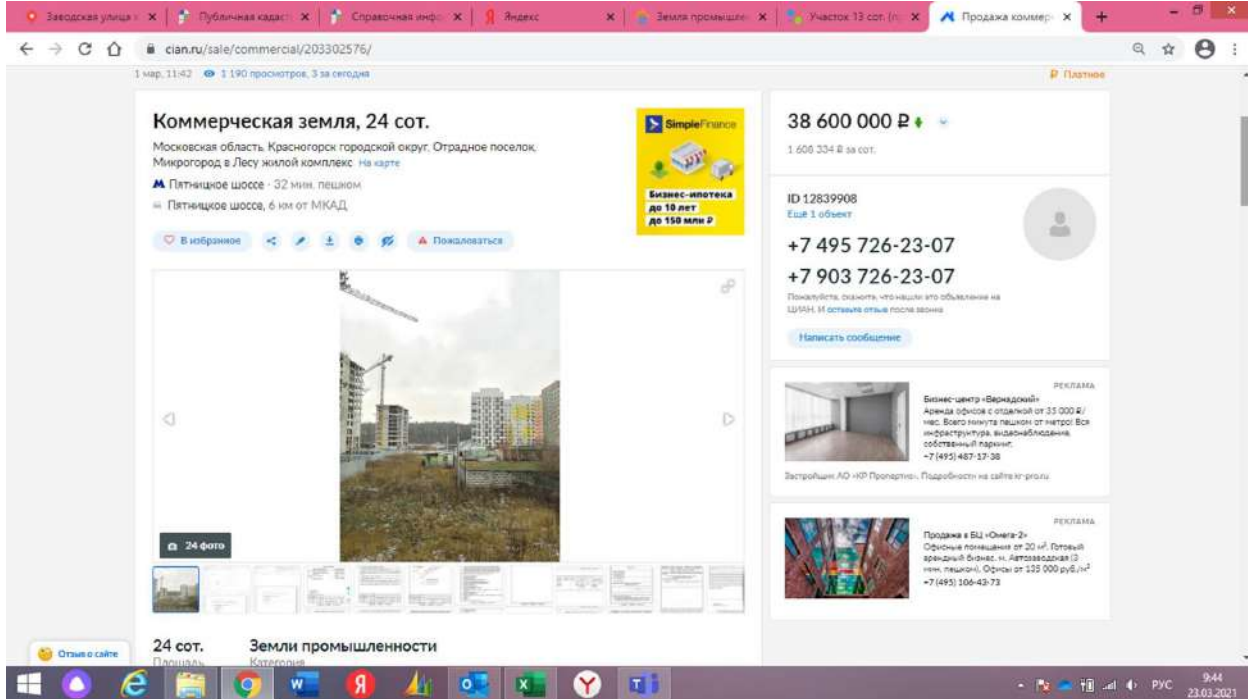 Заводская улица
Публичная кадаст
Справочная инфо
Яндекс
Земля промышлен
Участок 13 сот. (п
Продажа коммер
cian.ru/sale/commercial/203302576/
1 мар, 11:42 1 190 просмотров, 3 за сегодня
Платное
Коммерческая земля, 24 сот.
Московская область, Красногорск городской округ, Отрадное поселок,
Микрогород в Лесу жилой комплекс На карте
Пятницкое шоссе · 32 мин. пешком
Пятницкое шоссе, 6 км от МКАД
В избранное
Пожаловаться
SimpleFinance
Бизнес-ипотека
до 10 лет
до 150 млн ₽
24 фото
24 сот.
Площадь
Земли промышленности
Категория
38 600 000 ₽
1 608 334 ₽ за сот.
ID 12839908
Ещё 1 объект
+7 495 726-23-07
+7 903 726-23-07
Пожалуйста, скажите, что нашли это объявление на
ЦИАН. И оставьте отзыв после звонка
Написать сообщение
РЕКЛАМА
Бизнес-центр «Вернадский»
Аренда офисов с отделкой от 35 000 ₽/
мес. Всего минута пешком от метро! Вся
инфраструктура, видеонаблюдение,
собственный паркинг.
+7 (495) 487-17-38
Застройщик АО «КР Пропертиз». Подробности на сайте kr-pro.ru
РЕКЛАМА
Продажа в БЦ «Омега-2»
Офисные помещения от 20 м². Готовый
арендный бизнес. м. Автозаводская (3
мин. пешком). Офисы от 135 000 руб./м²
+7 (495) 106-43-73
Отзыв о сайте
РУС
9:44
23.03.2021